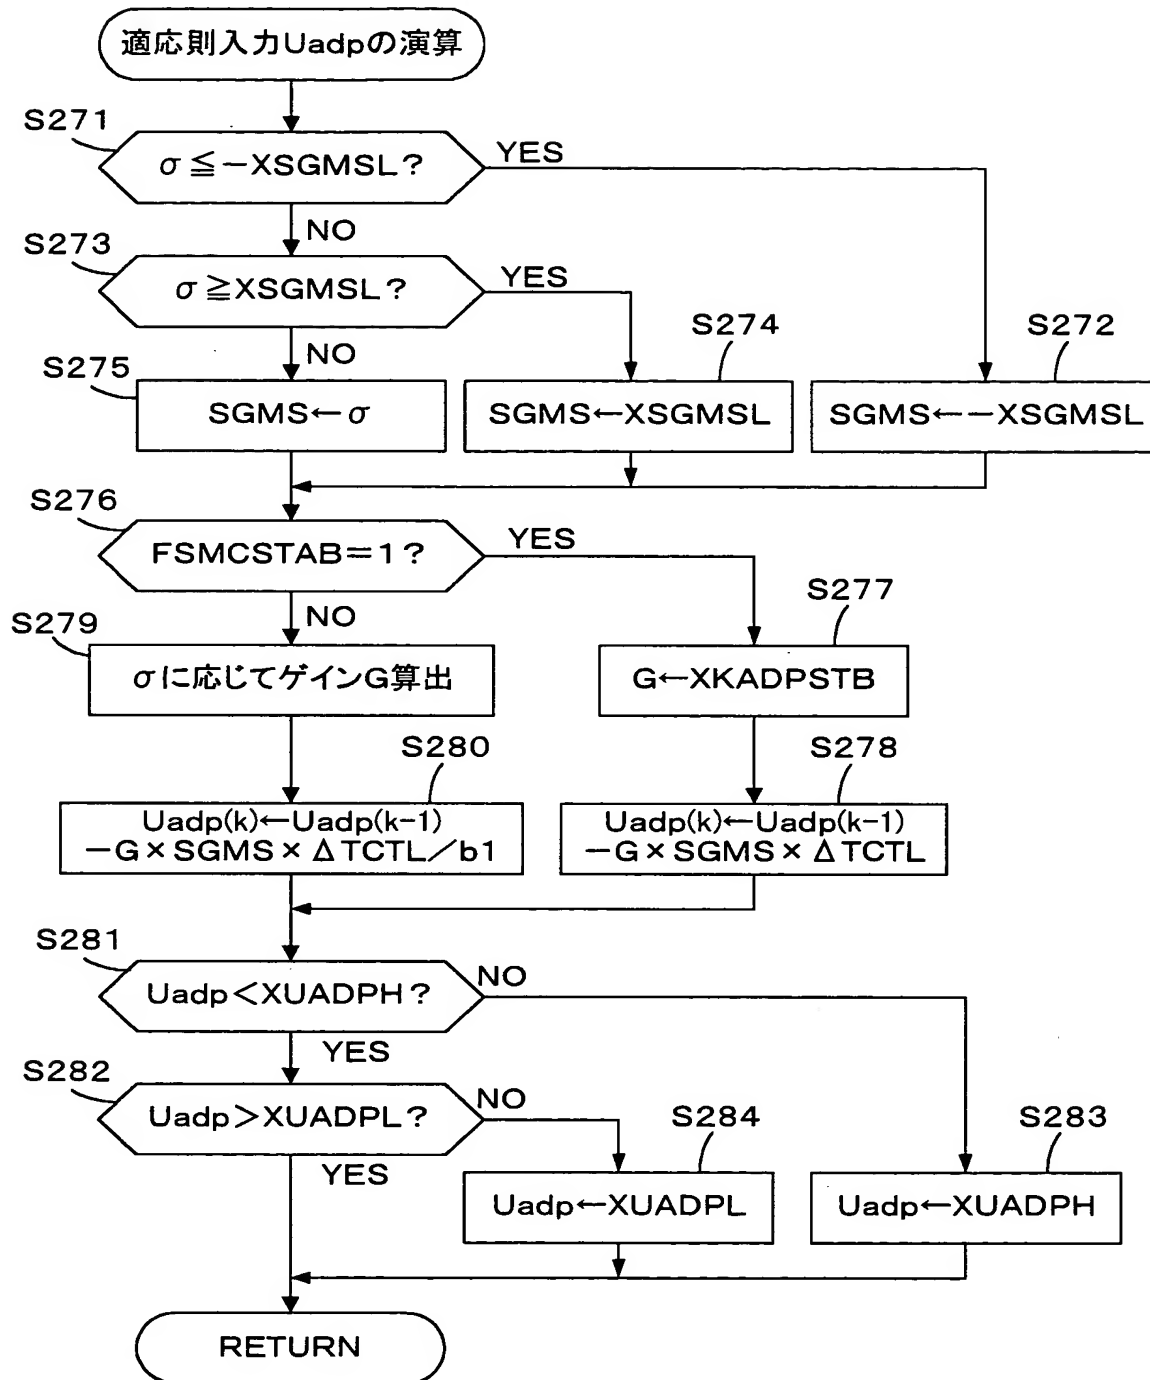 適応則入力Uadpの演算
S271
σ≦−XSGMSL?
YES
NO
S273
σ≧XSGMSL?
YES
NO
S274
S272
S275
SGMS←σ
SGMS←XSGMSL
SGMS←−XSGMSL
S276
FSMCSTAB=1?
YES
NO
S277
S279
σに応じてゲインG算出
G←XKADPSTB
S280
S278
Uadp(k)←Uadp(k-1)
−G×SGMS×ΔTCTL/b1
Uadp(k)←Uadp(k-1)
−G×SGMS×ΔTCTL
S281
Uadp<XUADPH?
NO
YES
S282
Uadp>XUADPL?
NO
YES
S284
S283
Uadp←XUADPL
Uadp←XUADPH
RETURN